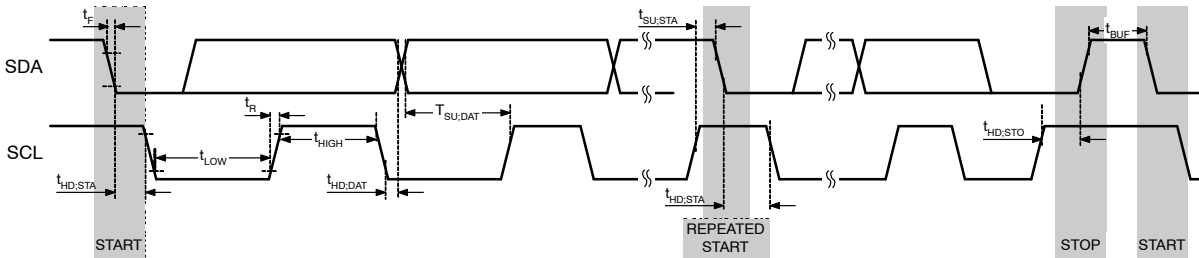 tF
tSU;STA
tBUF
SDA
tR
TSU;DAT
tHIGH
tHD;STO
SCL
tLOW
tHD;STA
tHD;DAT
tHD;STA
START
REPEATED
START
STOP
START